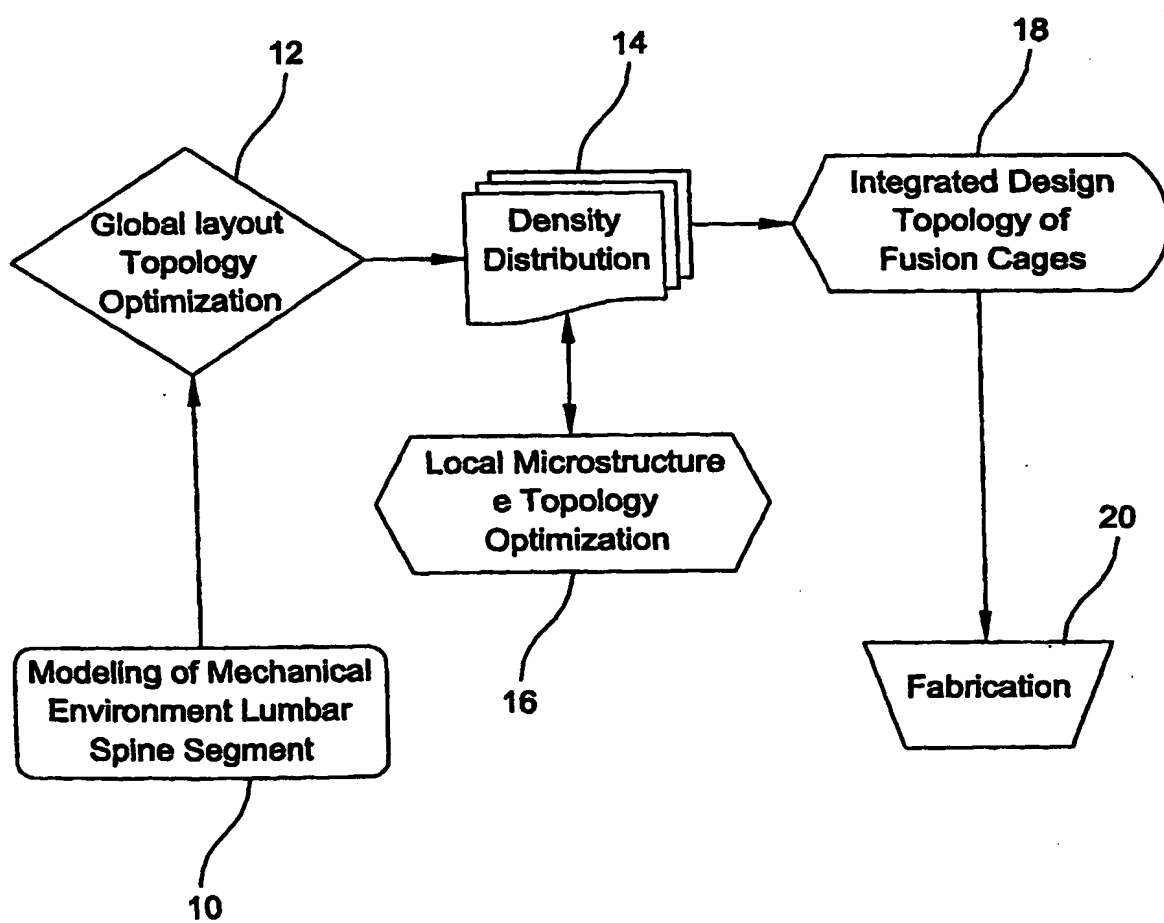 12
14
18
Global layout
Topology
Optimization
Density
Distribution
Integrated Design
Topology of
Fusion Cages
Local Microstructure
e Topology
Optimization
16
20
Modeling of Mechanical
Environment Lumbar
Spine Segment
10
Fabrication